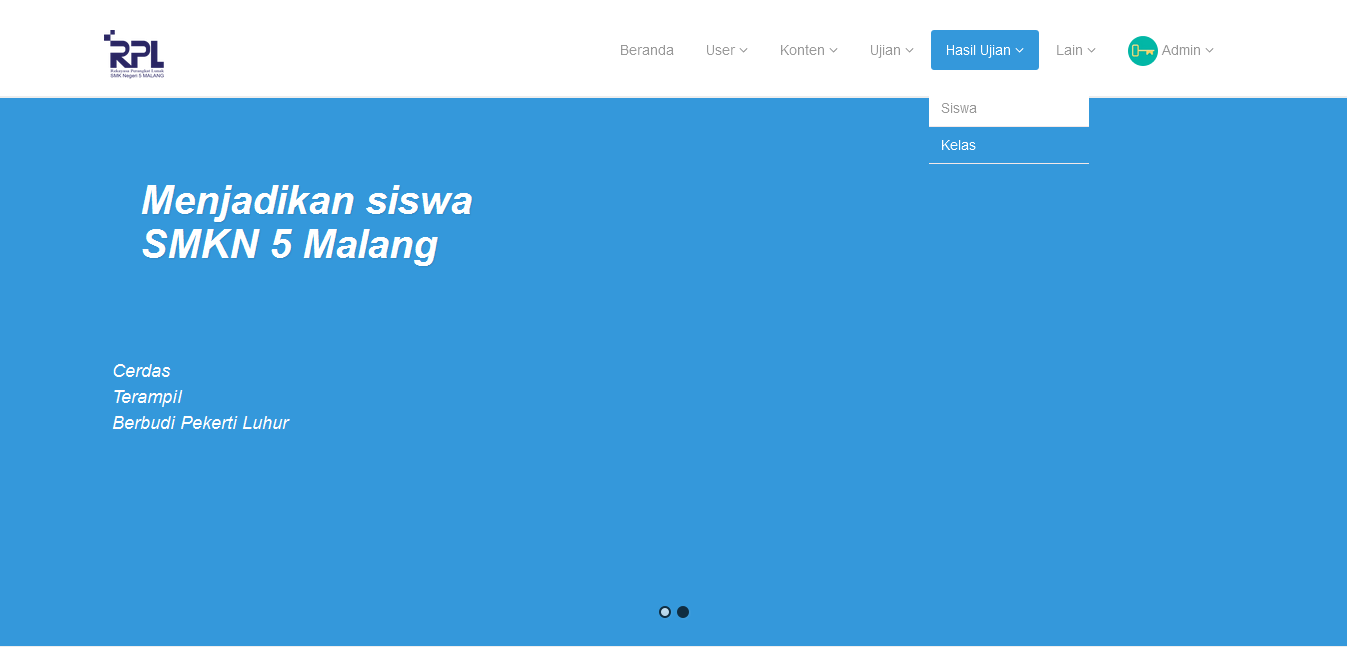 RPL
Rekayasa Perangkat Lunak
SMK Negeri 5 MALANG
Beranda
User
Konten
Ujian
Hasil Ujian
Lain
Admin
Siswa
Kelas
Menjadikan siswa
SMKN 5 Malang
Cerdas
Terampil
Berbudi Pekerti Luhur